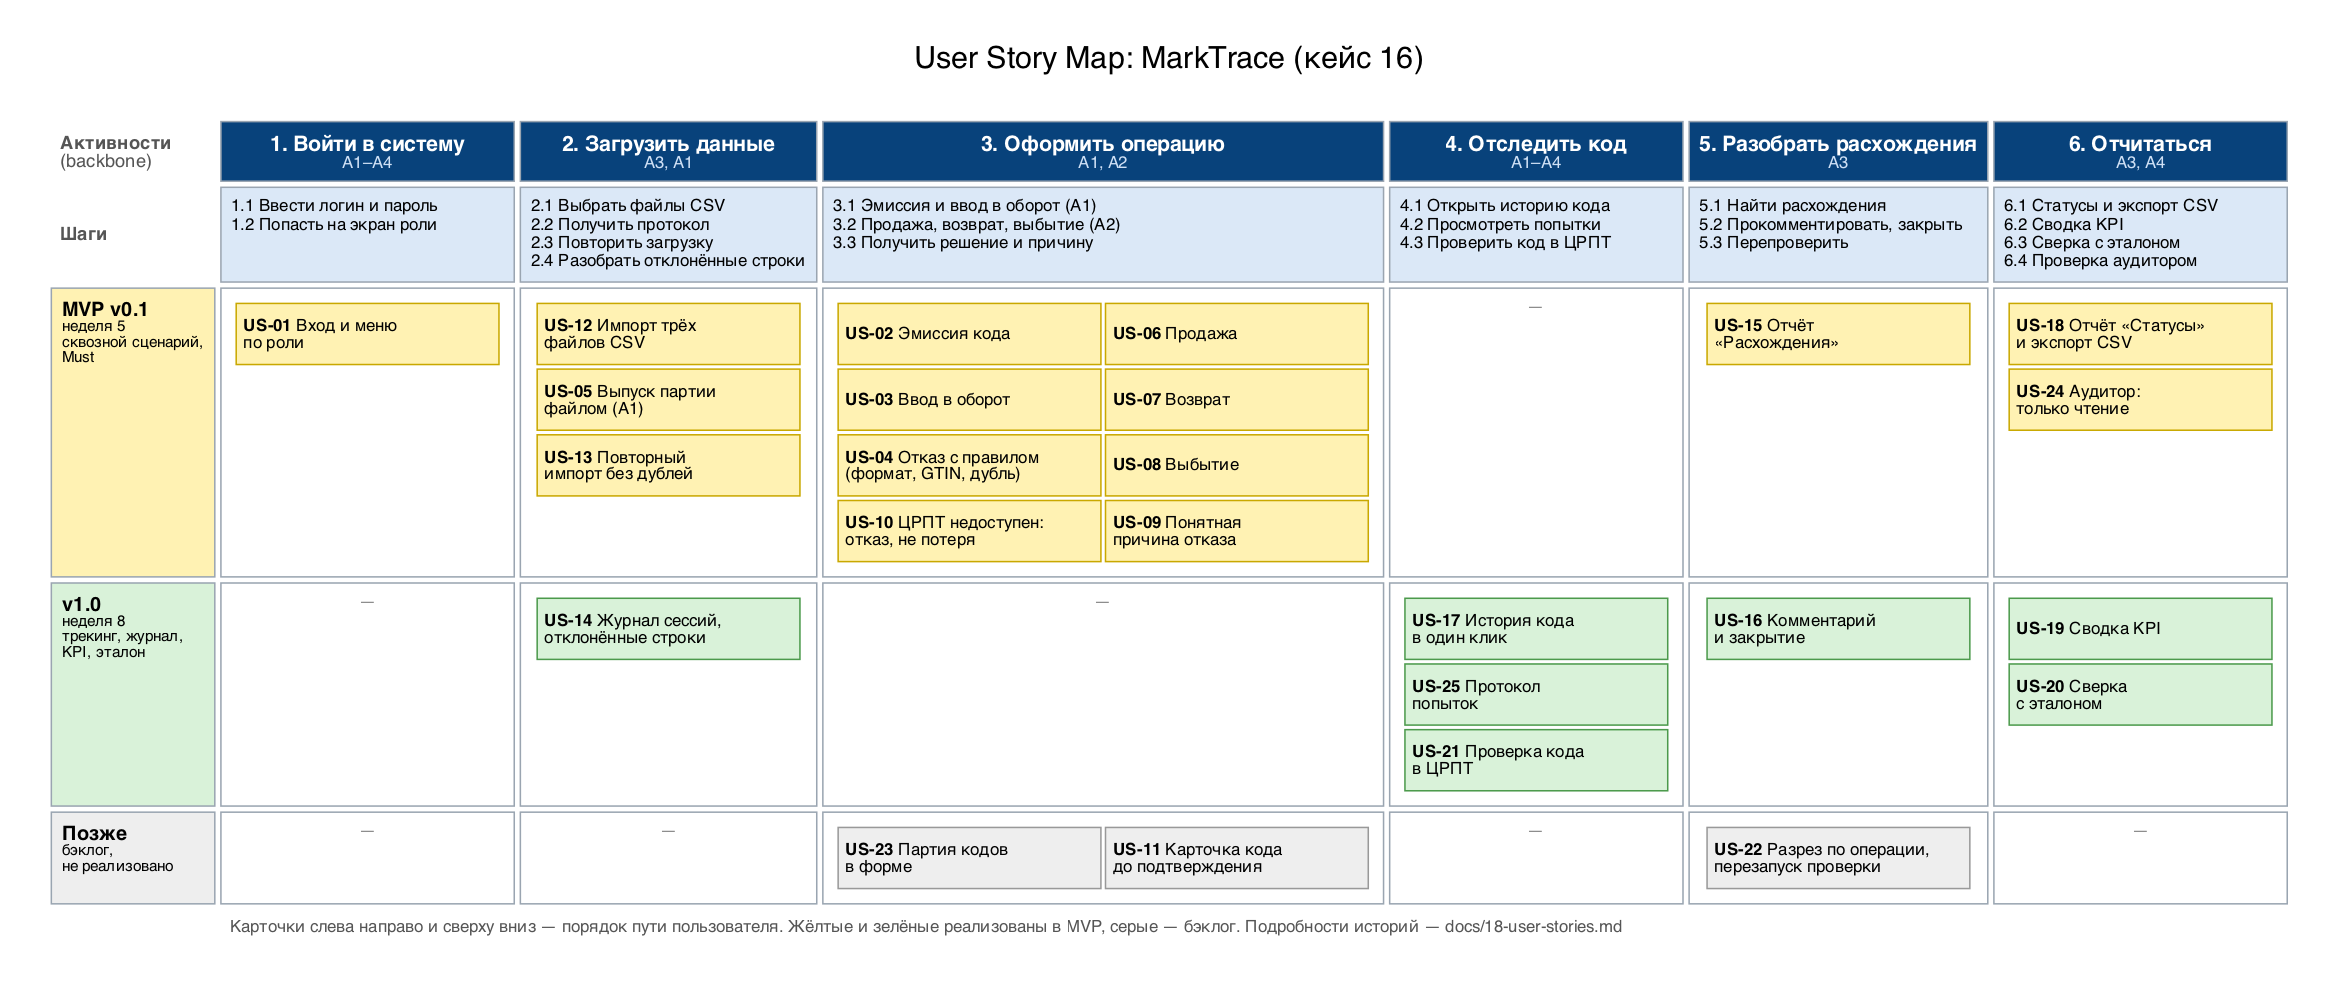 User Story Map: MarkTrace (кейс 16)
Активности
(backbone)
1. Войти в систему
A1–A4
2. Загрузить данные
A3, A1
3. Оформить операцию
A1, A2
4. Отследить код
A1–A4
5. Разобрать расхождения
A3
6. Отчитаться
A3, A4
Шаги
1.1 Ввести логин и пароль
1.2 Попасть на экран роли
2.1 Выбрать файлы CSV
2.2 Получить протокол
2.3 Повторить загрузку
2.4 Разобрать отклонённые строки
3.1 Эмиссия и ввод в оборот (A1)
3.2 Продажа, возврат, выбытие (A2)
3.3 Получить решение и причину
4.1 Открыть историю кода
4.2 Просмотреть попытки
4.3 Проверить код в ЦРПТ
5.1 Найти расхождения
5.2 Прокомментировать, закрыть
5.3 Перепроверить
6.1 Статусы и экспорт CSV
6.2 Сводка KPI
6.3 Сверка с эталоном
6.4 Проверка аудитором
MVP v0.1
неделя 5
сквозной сценарий,
Must
US-01 Вход и меню
по роли
US-12 Импорт трёх
файлов CSV
US-05 Выпуск партии
файлом (A1)
US-13 Повторный
импорт без дублей
US-02 Эмиссия кода
US-06 Продажа
US-03 Ввод в оборот
US-07 Возврат
US-04 Отказ с правилом
(формат, GTIN, дубль)
US-08 Выбытие
US-10 ЦРПТ недоступен:
отказ, не потеря
US-09 Понятная
причина отказа
—
US-15 Отчёт
«Расхождения»
US-18 Отчёт «Статусы»
и экспорт CSV
US-24 Аудитор:
только чтение
v1.0
неделя 8
трекинг, журнал,
KPI, эталон
—
US-14 Журнал сессий,
отклонённые строки
—
US-17 История кода
в один клик
US-25 Протокол
попыток
US-21 Проверка кода
в ЦРПТ
US-16 Комментарий
и закрытие
US-19 Сводка KPI
US-20 Сверка
с эталоном
Позже
бэклог,
не реализовано
—
—
US-23 Партия кодов
в форме
US-11 Карточка кода
до подтверждения
—
US-22 Разрез по операции,
перезапуск проверки
—
Карточки слева направо и сверху вниз — порядок пути пользователя. Жёлтые и зелёные реализованы в MVP, серые — бэклог. Подробности историй — docs/18-user-stories.md